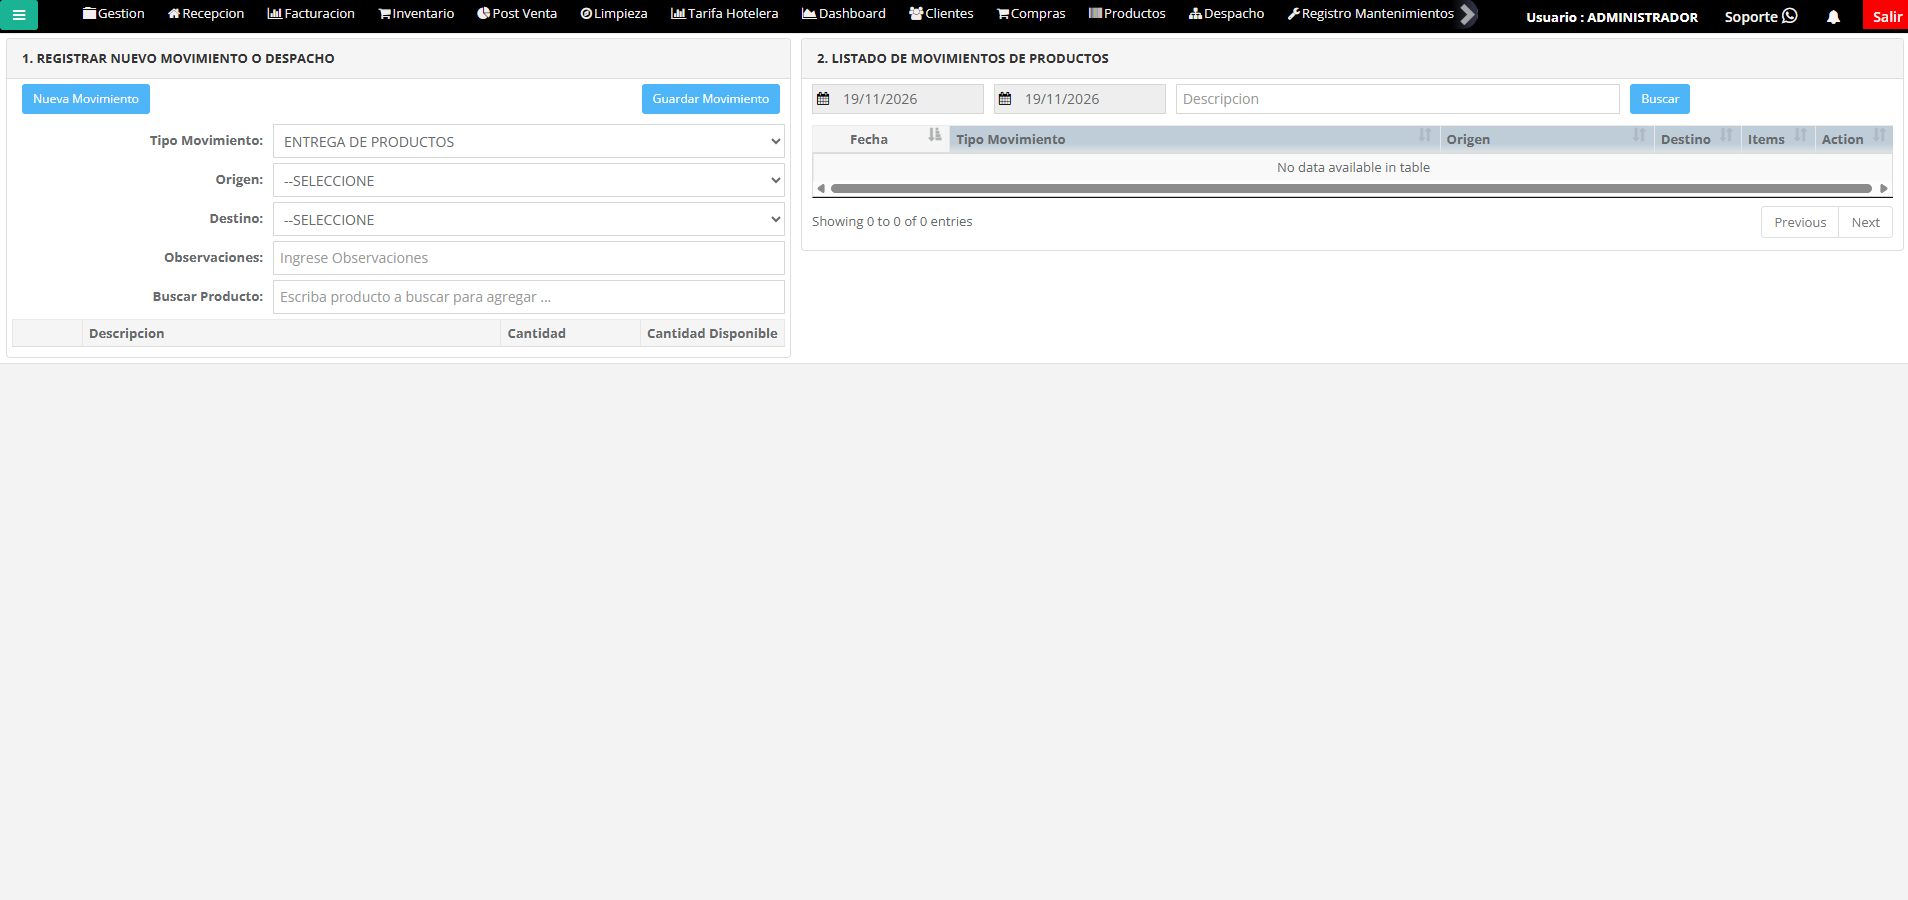 Gestion Recepcion Facturacion Inventario Post Venta Limpieza Tarifa Hotelera Dashboard Clientes Compras Productos Despacho Registro Mantenimientos Usuario : ADMINISTRADOR Soporte Salir
1. REGISTRAR NUEVO MOVIMIENTO O DESPACHO
Nueva Movimiento Guardar Movimiento
Tipo Movimiento: ENTREGA DE PRODUCTOS
Origen: --SELECCIONE
Destino: --SELECCIONE
Observaciones: Ingrese Observaciones
Buscar Producto: Escriba producto a buscar para agregar ...
Descripcion Cantidad Cantidad Disponible
2. LISTADO DE MOVIMIENTOS DE PRODUCTOS
19/11/2026 19/11/2026 Descripcion Buscar
Fecha Tipo Movimiento Origen Destino Items Action
No data available in table
Showing 0 to 0 of 0 entries Previous Next